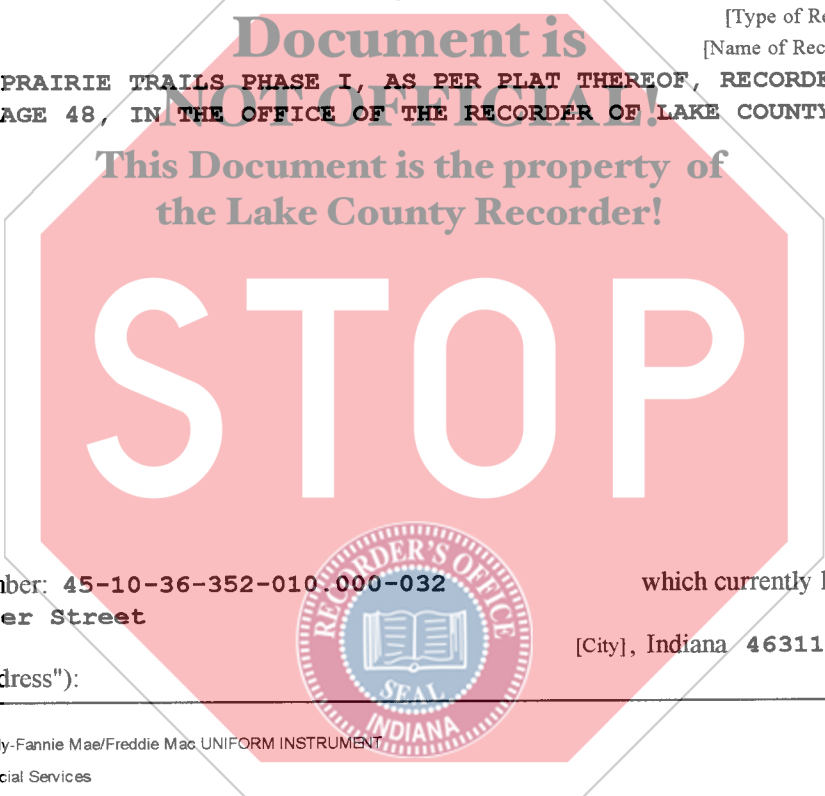 Document is
[Type of Re
[Name of Rec
PRAIRIE TRAILS PHASE I, AS PER PLAT THEREOF, RECORDE
AGE 48, IN THE OFFICE OF THE RECORDER OF LAKE COUNTY
NOT OFFICIAL!
This Document is the property of
the Lake County Recorder!
STOP
RECORDER'S OFFICE
SEAL
INDIANA
ber: 45-10-36-352-010.000-032 which currently
er Street
[City], Indiana 46311
dress"):
y-Fannie Mae/Freddie Mac UNIFORM INSTRUMENT
cial Services